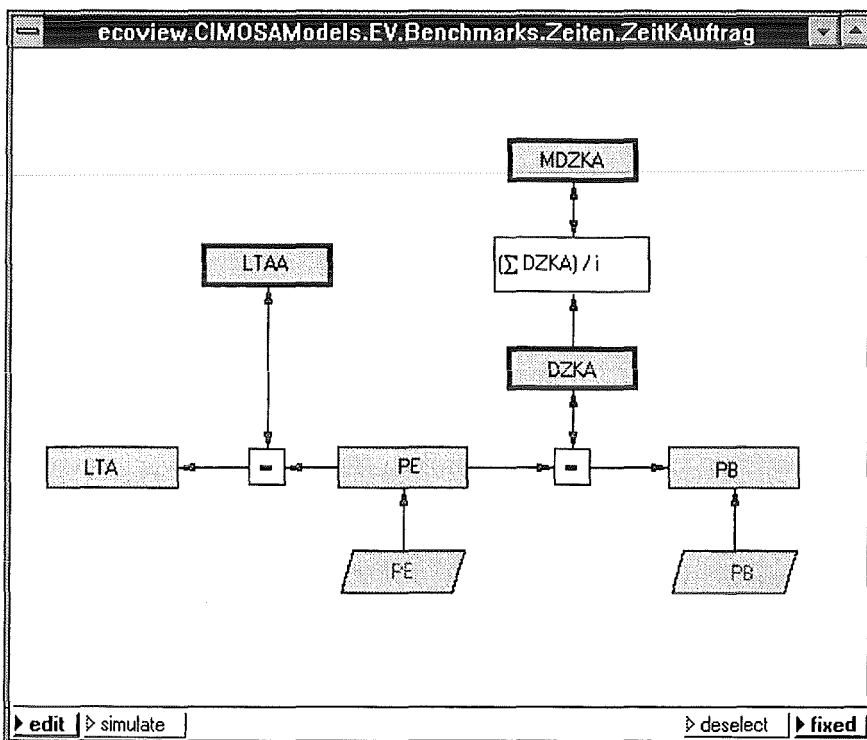 ecoview.CIMOSAModels.EV.Benchmarks.Zeiten.ZeitKAuftrag
MDZKA
(∑ DZKA) / i
LTAA
DZKA
LTA
-
PE
-
PB
PE
PB
edit
simulate
deselect
fixed